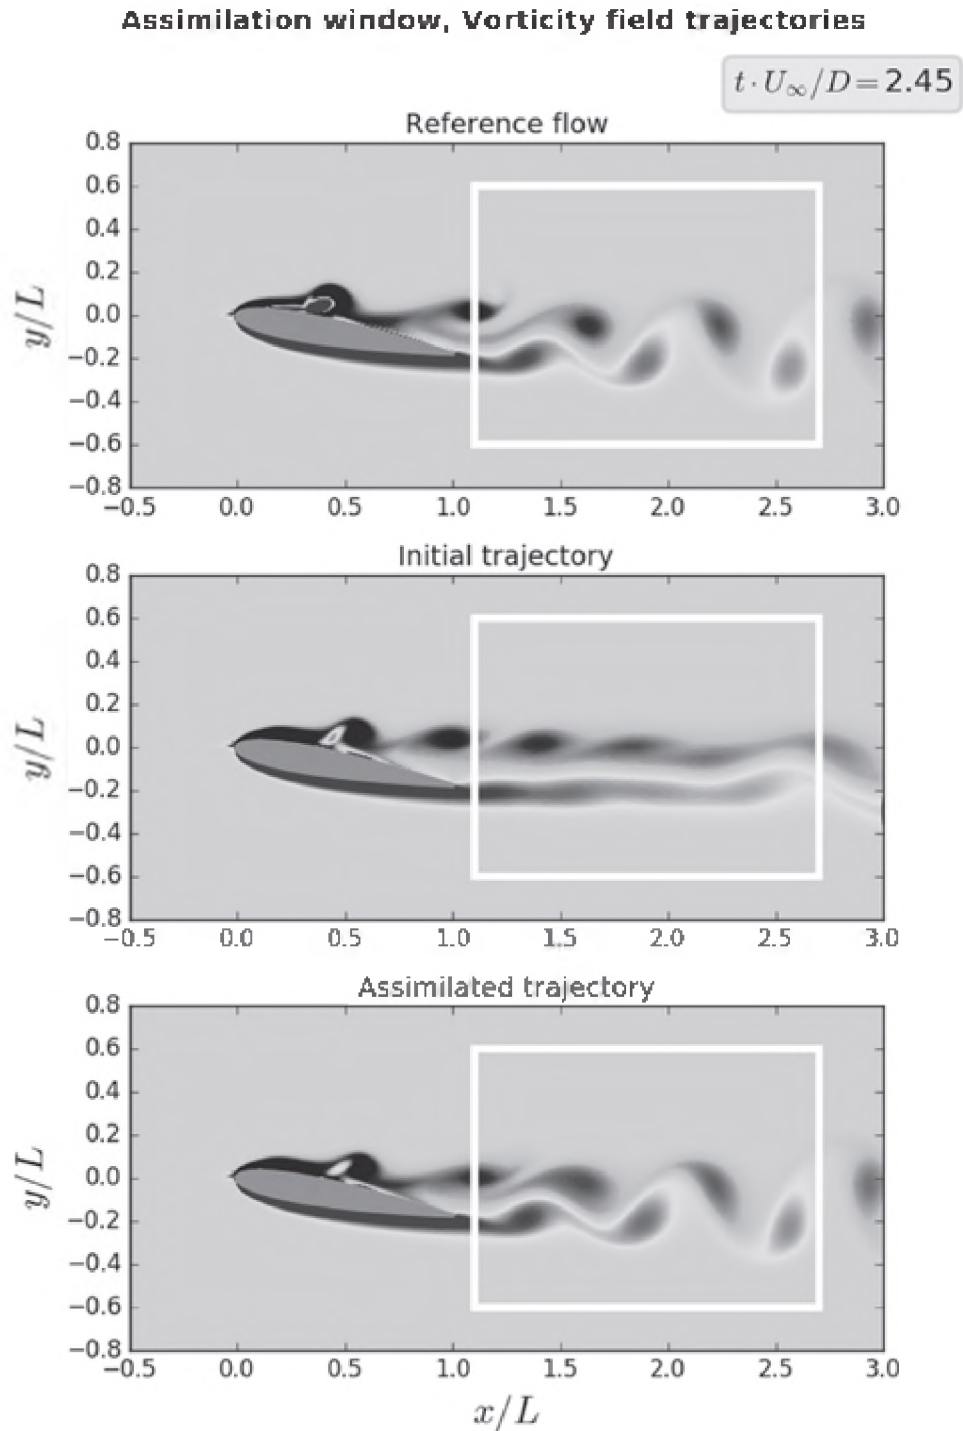 Assimilation window, Vorticity field trajectories
t · U∞/D = 2.45
Reference flow
0.8
0.6
0.4
0.2
0.0
−0.2
−0.4
−0.6
−0.8
y/L
−0.5 0.0 0.5 1.0 1.5 2.0 2.5 3.0
Initial trajectory
0.8
0.6
0.4
0.2
0.0
−0.2
−0.4
−0.6
−0.8
y/L
−0.5 0.0 0.5 1.0 1.5 2.0 2.5 3.0
Assimilated trajectory
0.8
0.6
0.4
0.2
0.0
−0.2
−0.4
−0.6
−0.8
y/L
−0.5 0.0 0.5 1.0 1.5 2.0 2.5 3.0
x/L